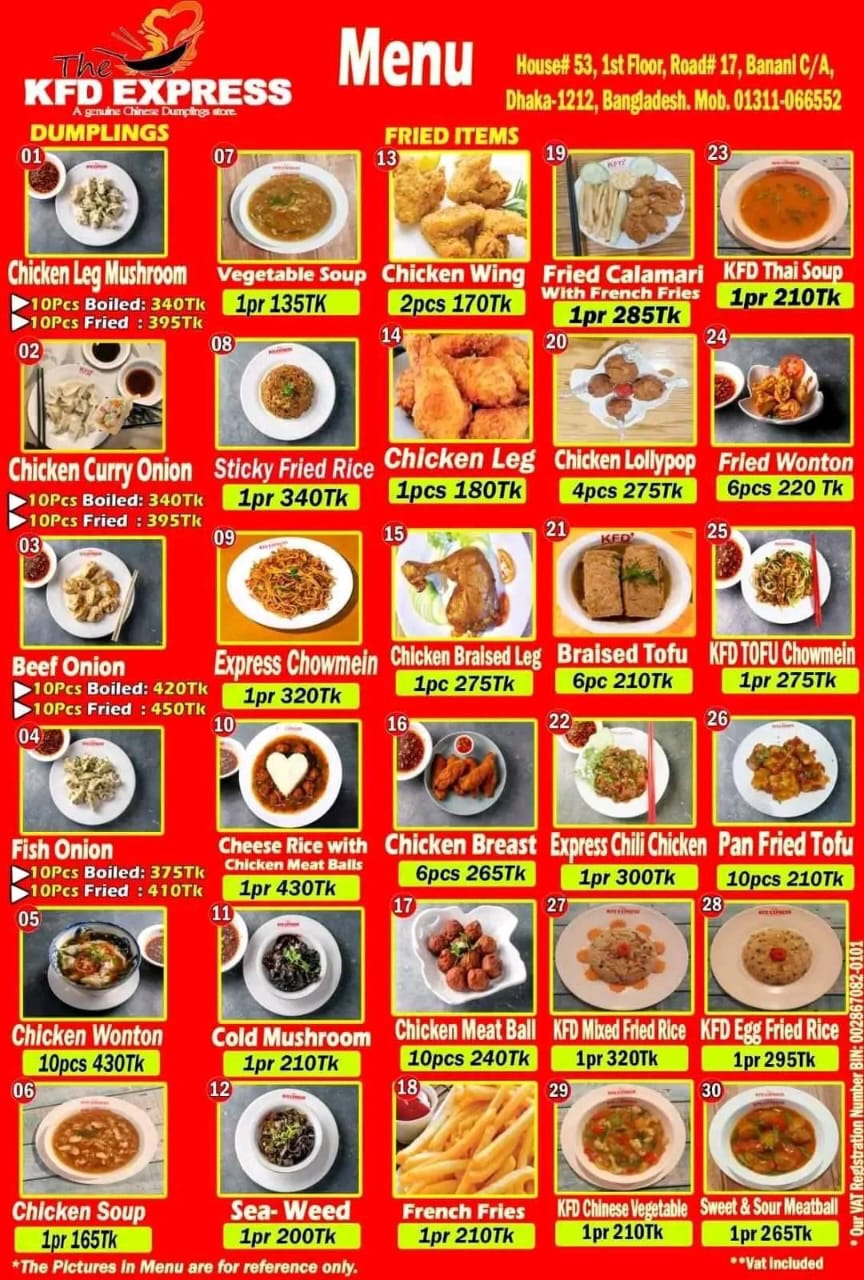 The
KFD EXPRESS
A genuine Chinese Dumplings store.
Menu
House# 53, 1st Floor, Road# 17, Banani C/A,
Dhaka-1212, Bangladesh. Mob. 01311-066552
DUMPLINGS
01
Chicken Leg Mushroom
10Pcs Boiled: 340Tk
10Pcs Fried : 395Tk
02
Chicken Curry Onion
10Pcs Boiled: 340Tk
10Pcs Fried : 395Tk
03
Beef Onion
10Pcs Boiled: 420Tk
10Pcs Fried : 450Tk
04
Fish Onion
10Pcs Boiled: 375Tk
10Pcs Fried : 410Tk
05
Chicken Wonton
10pcs 430Tk
06
Chicken Soup
1pr 165Tk
07
Vegetable Soup
1pr 135TK
08
Sticky Fried Rice
1pr 340Tk
09
Express Chowmein
1pr 320Tk
10
Cheese Rice with
Chicken Meat Balls
1pr 430Tk
11
Cold Mushroom
1pr 210Tk
12
Sea- Weed
1pr 200Tk
FRIED ITEMS
13
Chicken Wing
2pcs 170Tk
14
Chicken Leg
1pcs 180Tk
15
Chicken Braised Leg
1pc 275Tk
16
Chicken Breast
6pcs 265Tk
17
Chicken Meat Ball
10pcs 240Tk
18
French Fries
1pr 210Tk
19
KFD'
Fried Calamari
With French Fries
1pr 285Tk
20
Chicken Lollypop
4pcs 275Tk
21
KFD'
Braised Tofu
6pc 210Tk
22
Express Chili Chicken
1pr 300Tk
27
KFD Mixed Fried Rice
1pr 320Tk
29
KFD Chinese Vegetable
1pr 210Tk
23
KFD Thai Soup
1pr 210Tk
24
Fried Wonton
6pcs 220 Tk
25
KFD TOFU Chowmein
1pr 275Tk
26
Pan Fried Tofu
10pcs 210Tk
28
KFD EXPRESS
KFD Egg Fried Rice
1pr 295Tk
30
Sweet & Sour Meatball
1pr 265Tk
* Our VAT Registration Number BIN: 002867082-0101
*The Pictures in Menu are for reference only.
**Vat Included